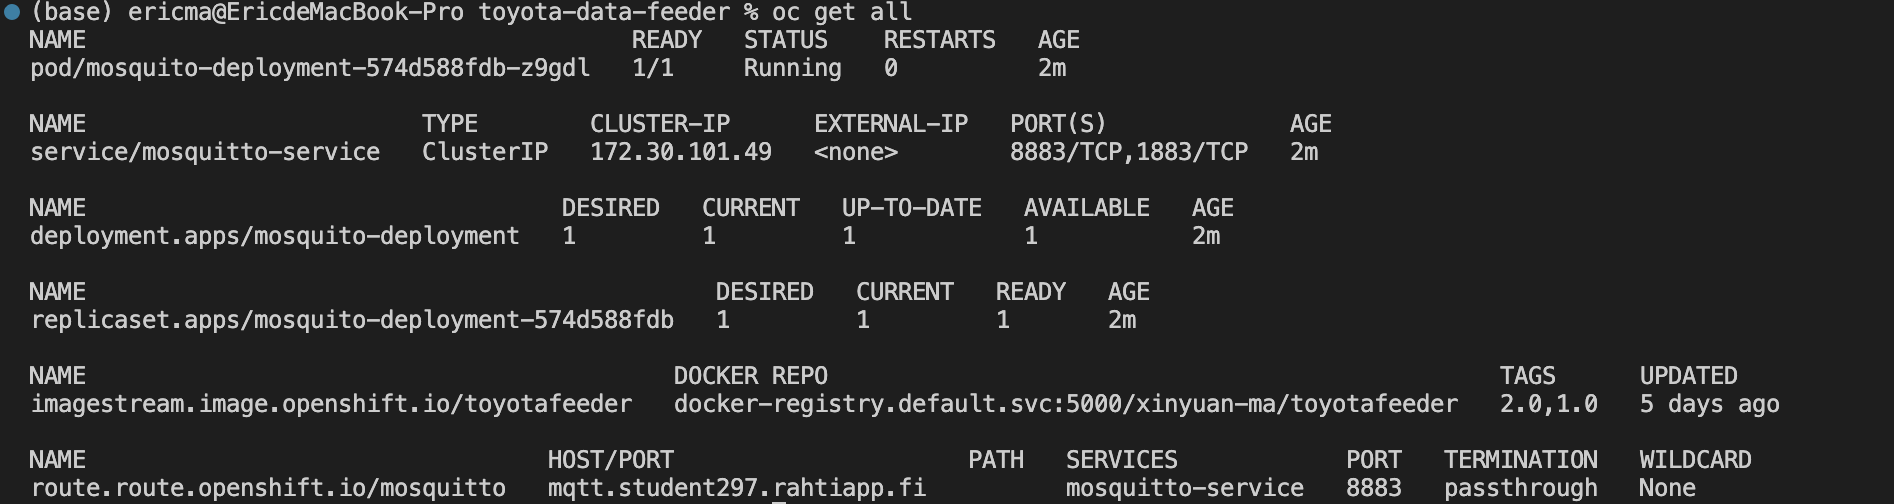 (base) ericma@EricdeMacBook-Pro toyota-data-feeder % oc get all
NAME READY STATUS RESTARTS AGE
pod/mosquito-deployment-574d588fdb-z9gdl 1/1 Running 0 2m
NAME TYPE CLUSTER-IP EXTERNAL-IP PORT(S) AGE
service/mosquitto-service ClusterIP 172.30.101.49 <none> 8883/TCP,1883/TCP 2m
NAME DESIRED CURRENT UP-TO-DATE AVAILABLE AGE
deployment.apps/mosquito-deployment 1 1 1 1 2m
NAME DESIRED CURRENT READY AGE
replicaset.apps/mosquito-deployment-574d588fdb 1 1 1 2m
NAME DOCKER REPO TAGS UPDATED
imagestream.image.openshift.io/toyotafeeder docker-registry.default.svc:5000/xinyuan-ma/toyotafeeder 2.0,1.0 5 days ago
NAME HOST/PORT PATH SERVICES PORT TERMINATION WILDCARD
route.route.openshift.io/mosquitto mqtt.student297.rahtiapp.fi mosquitto-service 8883 passthrough None